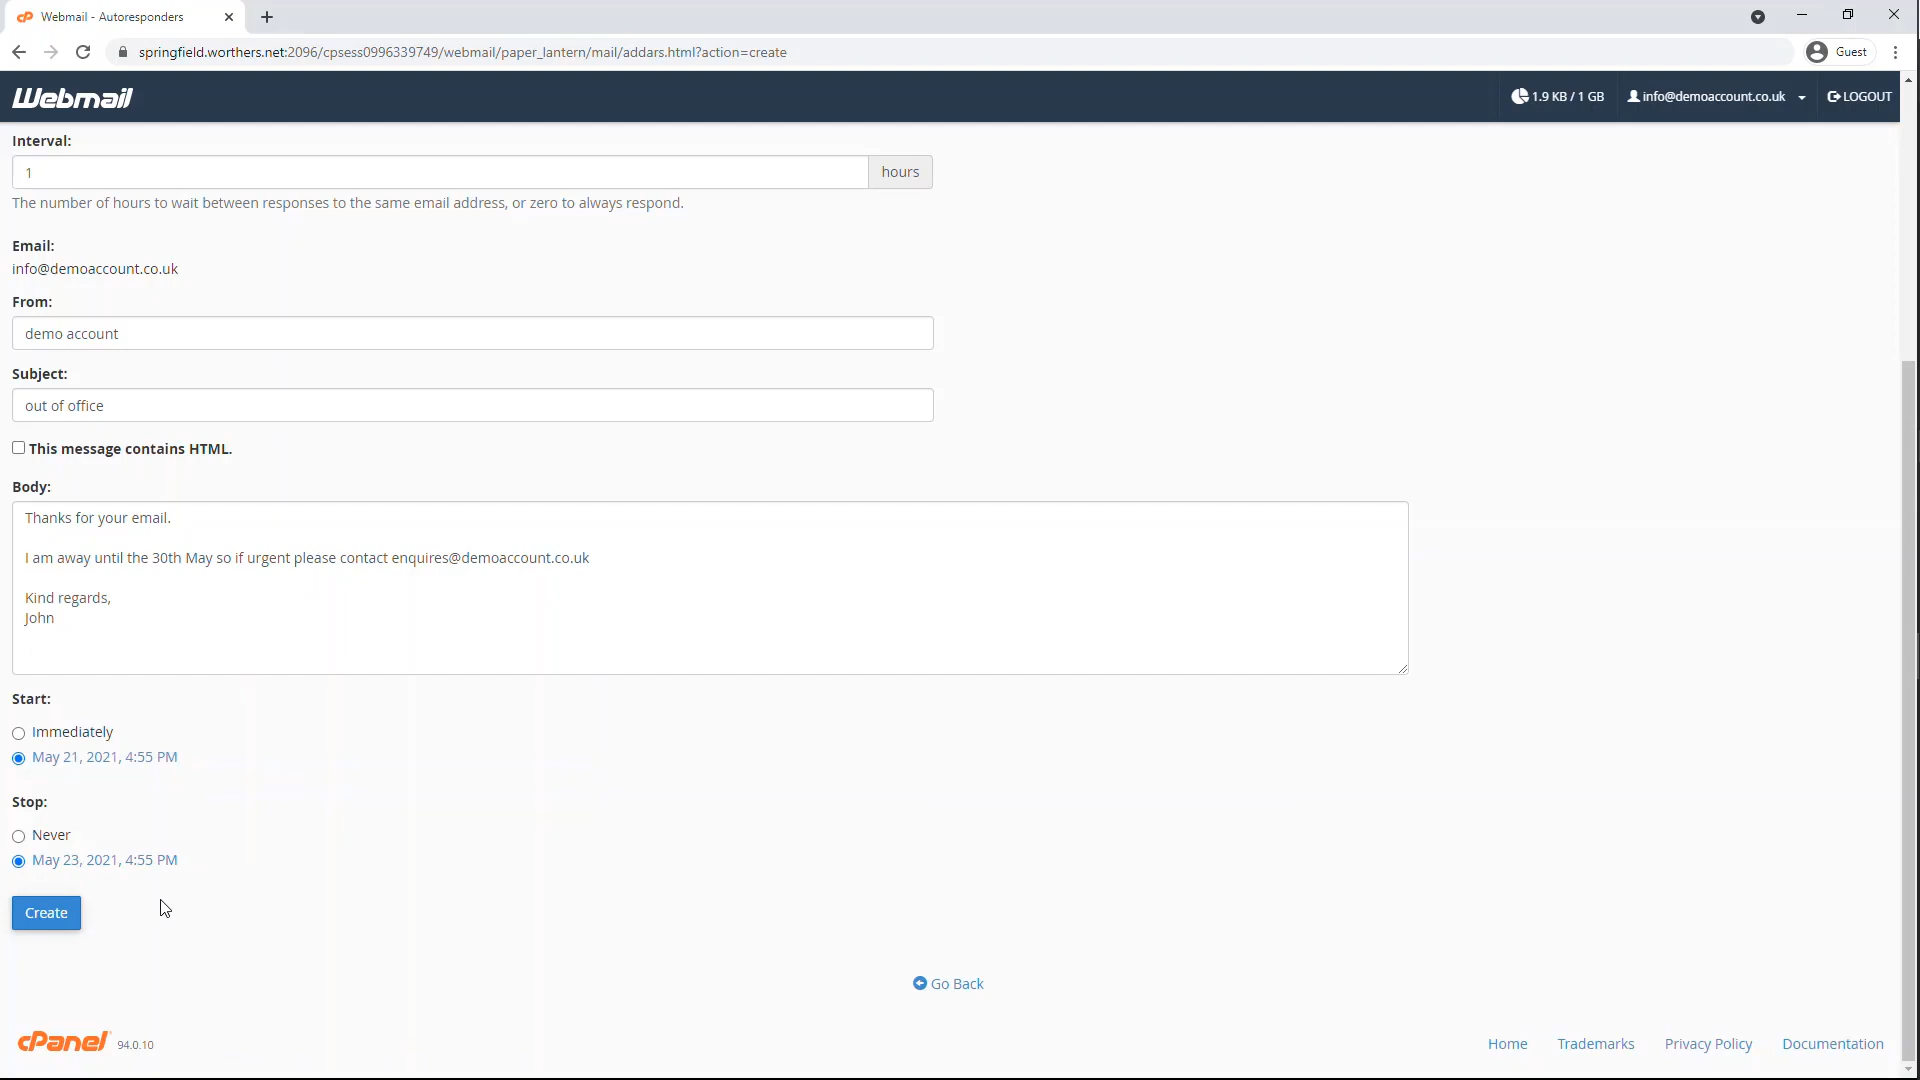 Webmail - Autoresponders
springfield.worthers.net:2096/cpsess0996339749/webmail/paper_lantern/mail/addars.html?action=create
Guest
Webmail
1.9 KB / 1 GB
info@demoaccount.co.uk
LOGOUT
Interval:
1
hours
The number of hours to wait between responses to the same email address, or zero to always respond.
Email:
info@demoaccount.co.uk
From:
demo account
Subject:
out of office
This message contains HTML.
Body:
Thanks for your email.
I am away until the 30th May so if urgent please contact enquires@demoaccount.co.uk
Kind regards,
John
Start:
Immediately
May 21, 2021, 4:55 PM
Stop:
Never
May 23, 2021, 4:55 PM
Create
Go Back
cPanel 94.0.10
Home
Trademarks
Privacy Policy
Documentation